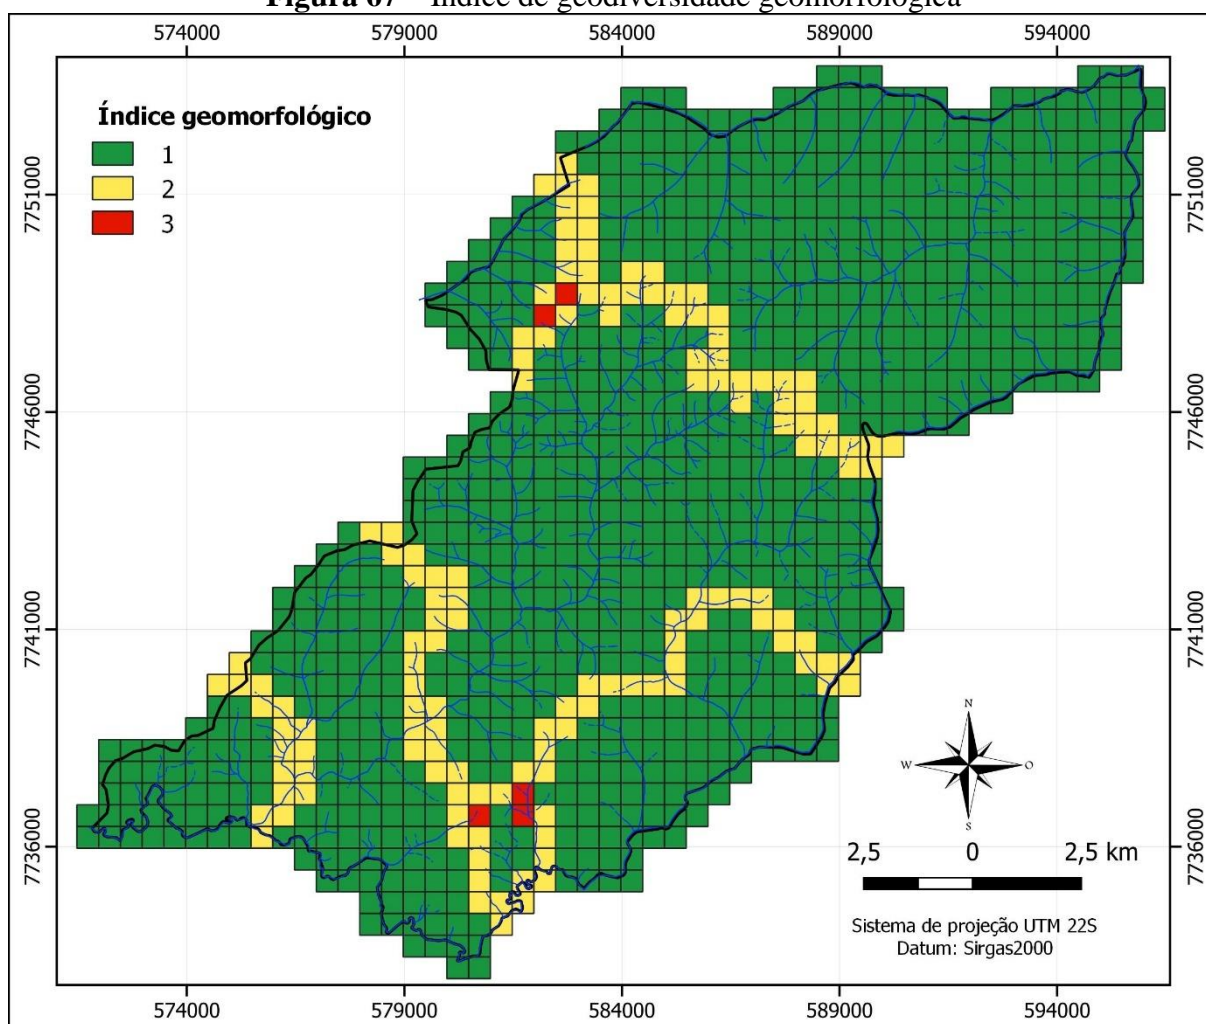 Figura 67 – Índice de geodiversidade geomorfológica
574000 579000 584000 589000 594000
Índice geomorfológico
1
2
3
7751000 7751000
7746000 7746000
7741000 7741000
7736000 7736000
N
W O
S
2,5 0 2,5 km
Sistema de projeção UTM 22S
Datum: Sirgas2000
574000 579000 584000 589000 594000